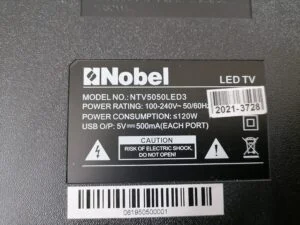 Nobel
LED TV
MODEL NO.: NTV5050LED3
POWER RATING: 100-240V~ 50/60Hz
POWER CONSUMPTION: ≤120W
USB O/P: 5V⎓500mA(EACH PORT)
2021-3728
CAUTION
RISK OF ELECTRIC SHOCK,
DO NOT OPEN.
061950500001